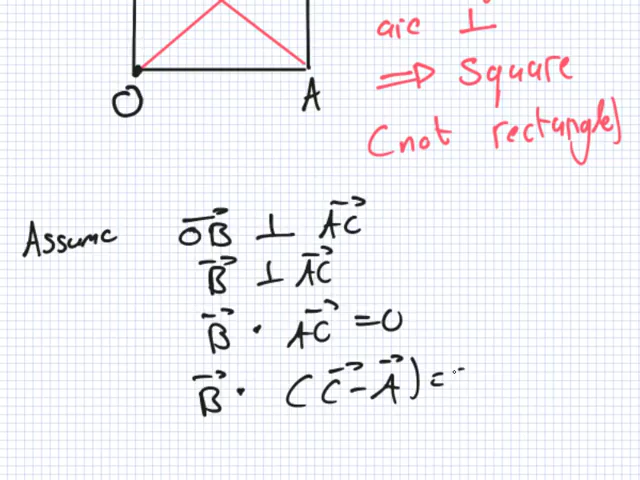 aic ⊥
⟹ Square
(not rectangle)
O A
Assume OB⃗ ⊥ AC⃗
B⃗ ⊥ AC⃗
B⃗ · AC⃗ = 0
B⃗ · (C⃗ - A⃗) =